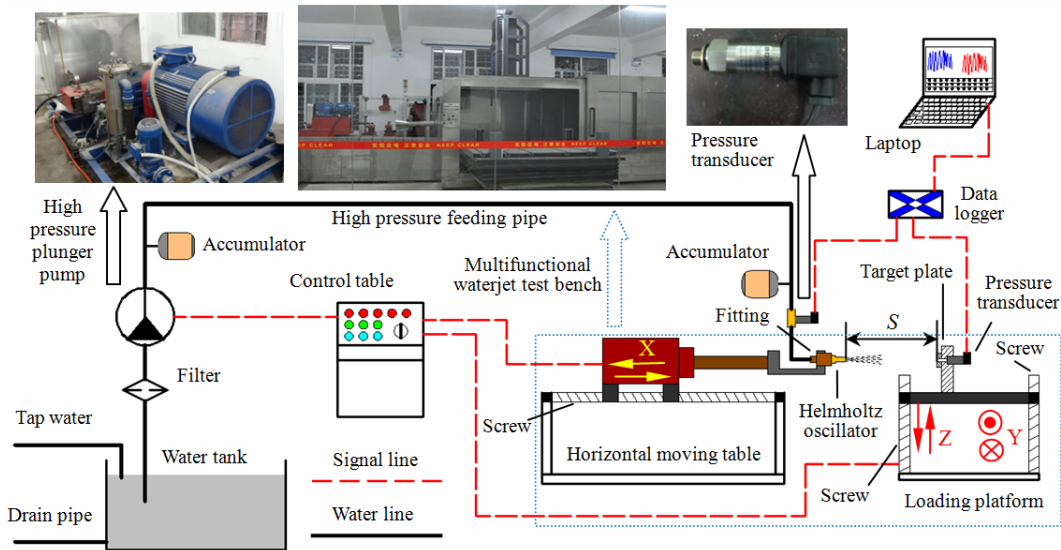 KEEP CLEAR
KEEP CLEAR
High
pressure
plunger
pump
Accumulator
High pressure feeding pipe
Pressure
transducer
Laptop
Data
logger
Control table
Multifunctional
waterjet test bench
Accumulator
Target plate
Pressure
transducer
Fitting
S
Screw
X
Filter
Tap water
Water tank
Drain pipe
Signal line
Water line
Screw
Horizontal moving table
Helmholtz
oscillator
Z
Y
Screw
Loading platform